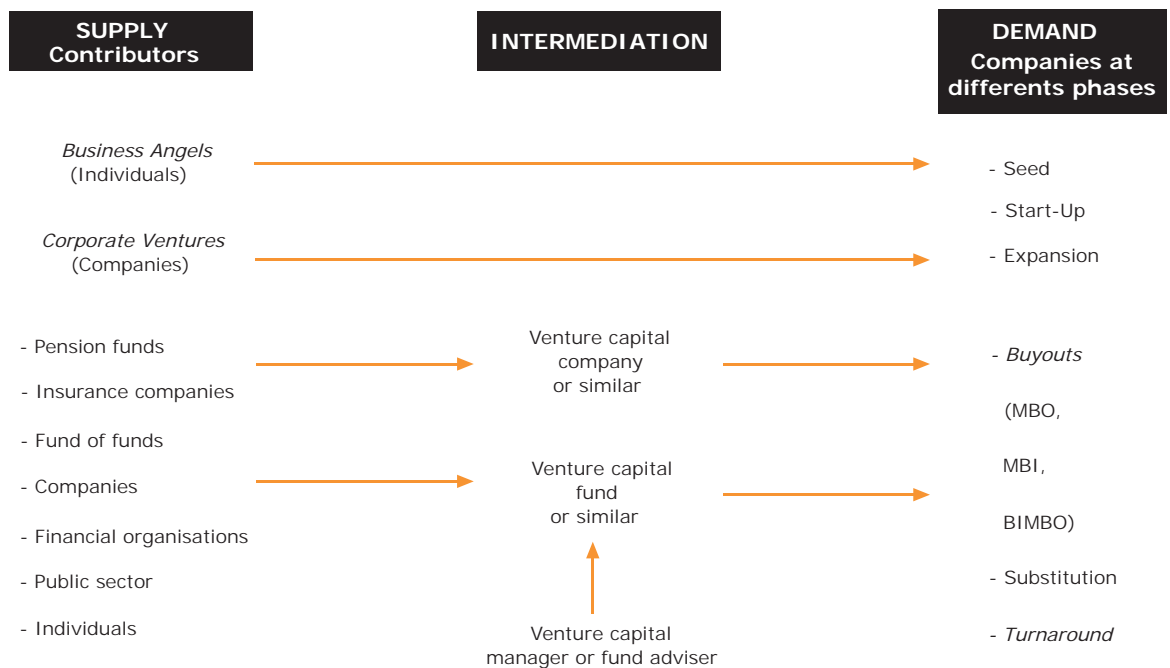 SUPPLY
Contributors
INTERMEDIATION
DEMAND
Companies at
differents phases
Business Angels
(Individuals)
Corporate Ventures
(Companies)
- Pension funds
- Insurance companies
- Fund of funds
- Companies
- Financial organisations
- Public sector
- Individuals
Venture capital
company
or similar
Venture capital
fund
or similar
Venture capital
manager or fund adviser
- Seed
- Start-Up
- Expansion
- Buyouts
(MBO,
MBI,
BIMBO)
- Substitution
- Turnaround